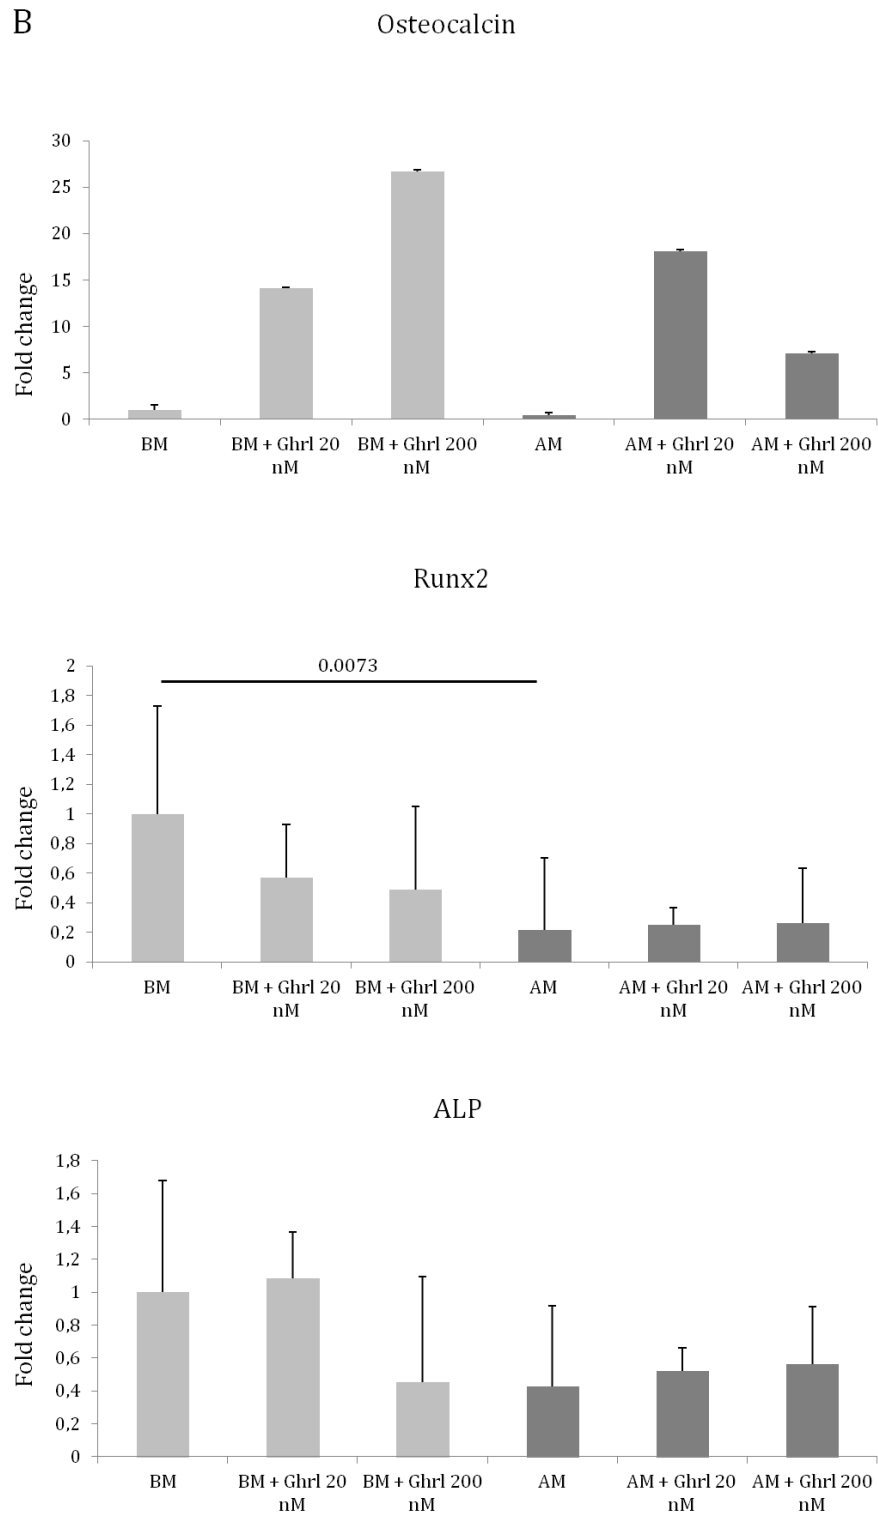 B
Osteocalcin
30
25
20
15
10
5
0
Fold change
BM
BM + Ghrl 20 nM
BM + Ghrl 200 nM
AM
AM + Ghrl 20 nM
AM + Ghrl 200 nM
Runx2
0.0073
2
1,8
1,6
1,4
1,2
1
0,8
0,6
0,4
0,2
0
Fold change
BM
BM + Ghrl 20 nM
BM + Ghrl 200 nM
AM
AM + Ghrl 20 nM
AM + Ghrl 200 nM
ALP
1,8
1,6
1,4
1,2
1
0,8
0,6
0,4
0,2
0
Fold change
BM
BM + Ghrl 20 nM
BM + Ghrl 200 nM
AM
AM + Ghrl 20 nM
AM + Ghrl 200 nM